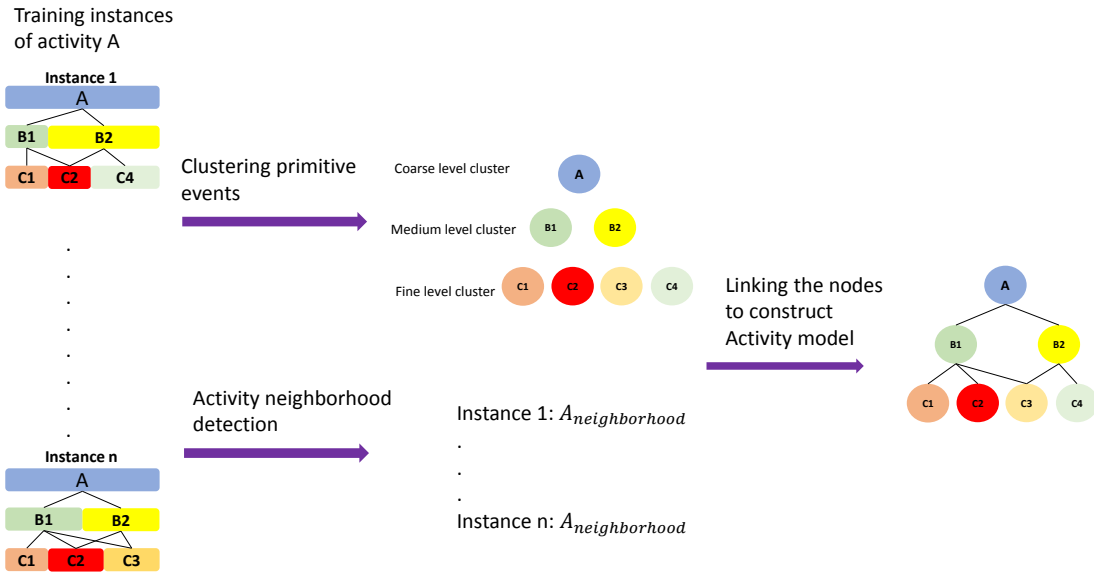 Training instances
of activity A
Instance 1
A
B1 B2
C1 C2 C4
Clustering primitive
events
Coarse level cluster
A
Medium level cluster
B1 B2
Fine level cluster
C1 C2 C3 C4
Linking the nodes
to construct
Activity model
A
B1 B2
C1 C2 C3 C4
Activity neighborhood
detection
Instance 1: A_neighborhood
Instance n: A_neighborhood
Instance n
A
B1 B2
C1 C2 C3